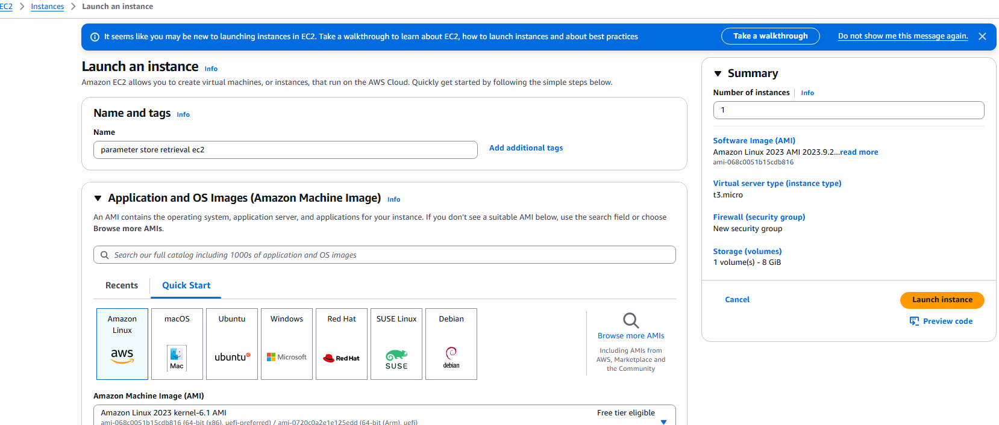 EC2 > Instances > Launch an instance
It seems like you may be new to launching instances in EC2. Take a walkthrough to learn about EC2, how to launch instances and about best practices
Take a walkthrough
Do not show me this message again.
Launch an instance Info
Amazon EC2 allows you to create virtual machines, or instances, that run on the AWS Cloud. Quickly get started by following the simple steps below.
Name and tags Info
Name
parameter store retrieval ec2
Add additional tags
Application and OS Images (Amazon Machine Image) Info
An AMI contains the operating system, application server, and applications for your instance. If you don't see a suitable AMI below, use the search field or choose
Browse more AMIs.
Search our full catalog including 1000s of application and OS images
Recents
Quick Start
Amazon
Linux
aws
macOS
Mac
Ubuntu
ubuntu
Windows
Microsoft
Red Hat
Red Hat
SUSE Linux
SUSE
Debian
debian
Browse more AMIs
Including AMIs from
AWS, Marketplace and
the Community
Amazon Machine Image (AMI)
Amazon Linux 2023 kernel-6.1 AMI
Free tier eligible
ami-068c0051b15cdb816 (64-bit (x86), uefi-preferred) / ami-0720c0a2e1e125edd (64-bit (Arm), uefi)
Summary
Number of instances Info
1
Software Image (AMI)
Amazon Linux 2023 AMI 2023.9.2...read more
ami-068c0051b15cdb816
Virtual server type (instance type)
t3.micro
Firewall (security group)
New security group
Storage (volumes)
1 volume(s) - 8 GiB
Cancel
Launch instance
Preview code